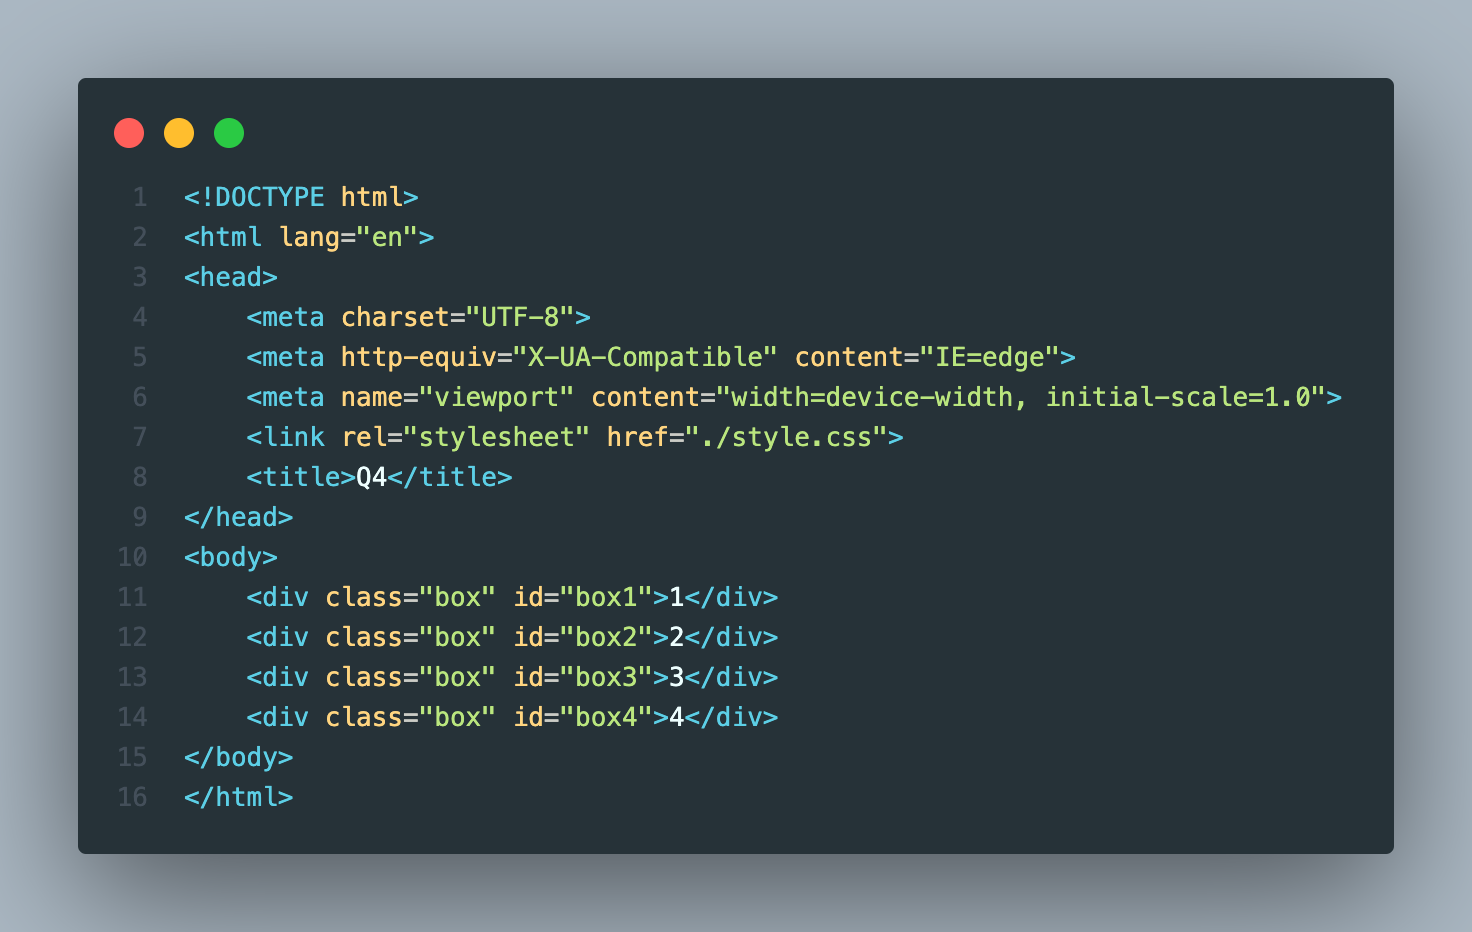 1 <!DOCTYPE html>
2 <html lang="en">
3 <head>
4     <meta charset="UTF-8">
5     <meta http-equiv="X-UA-Compatible" content="IE=edge">
6     <meta name="viewport" content="width=device-width, initial-scale=1.0">
7     <link rel="stylesheet" href="./style.css">
8     <title>Q4</title>
9 </head>
10 <body>
11     <div class="box" id="box1">1</div>
12     <div class="box" id="box2">2</div>
13     <div class="box" id="box3">3</div>
14     <div class="box" id="box4">4</div>
15 </body>
16 </html>